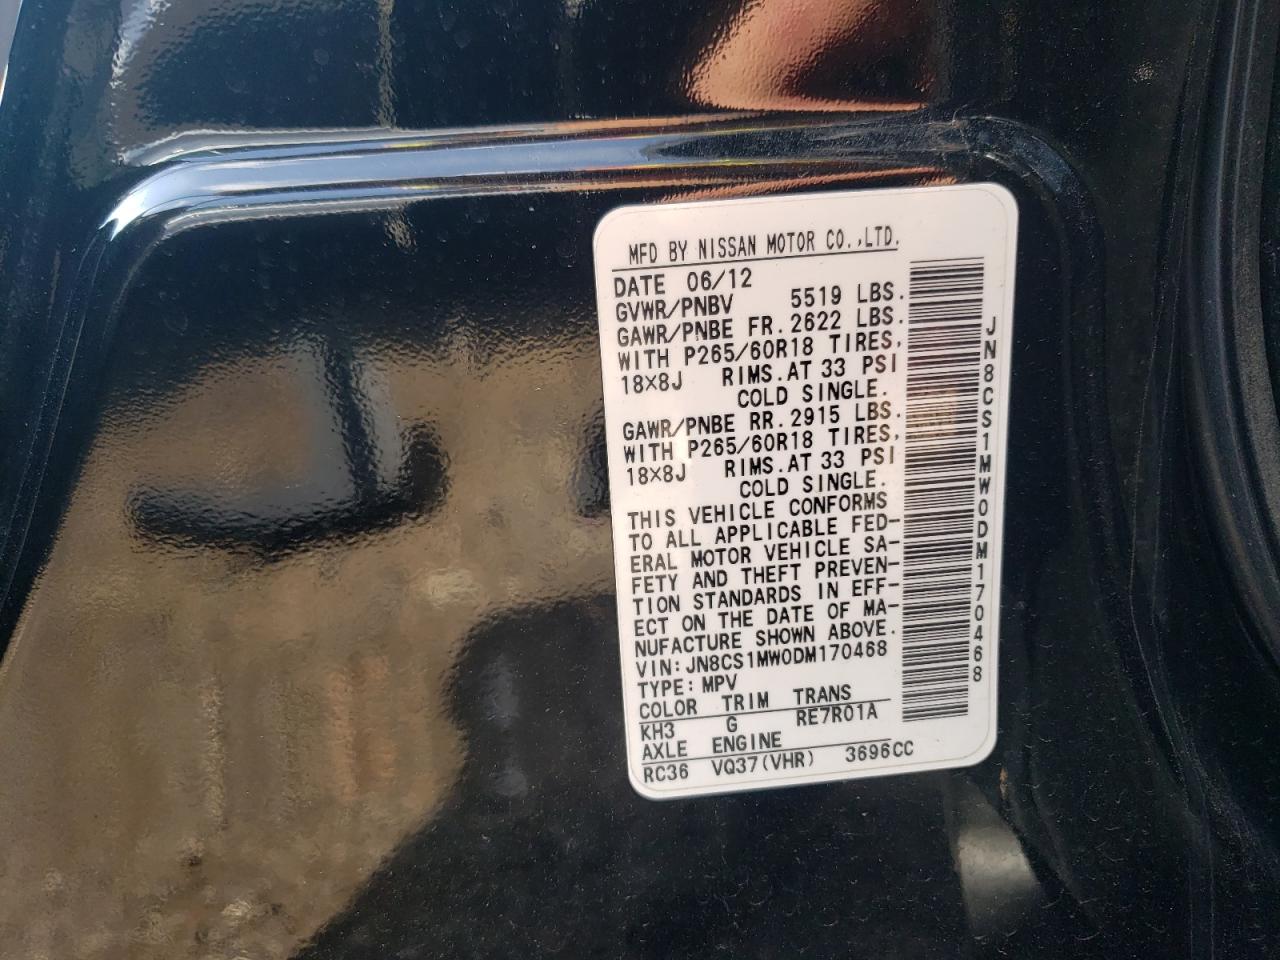 MFD BY NISSAN MOTOR CO.,LTD.
DATE 06/12
GVWR/PNBV 5519 LBS.
GAWR/PNBE FR. 2622 LBS.
WITH P265/60R18 TIRES,
18×8J RIMS.AT 33 PSI
COLD SINGLE.
GAWR/PNBE RR. 2915 LBS.
WITH P265/60R18 TIRES,
18×8J RIMS.AT 33 PSI
COLD SINGLE.
THIS VEHICLE CONFORMS
TO ALL APPLICABLE FED-
ERAL MOTOR VEHICLE SA-
FETY AND THEFT PREVEN-
TION STANDARDS IN EFF-
ECT ON THE DATE OF MA-
NUFACTURE SHOWN ABOVE.
VIN:JN8CS1MW0DM170468
TYPE:MPV
COLOR TRIM TRANS
KH3 G RE7R01A
AXLE ENGINE
RC36 VQ37(VHR) 3696CC
JN8CS1MW0DM170468